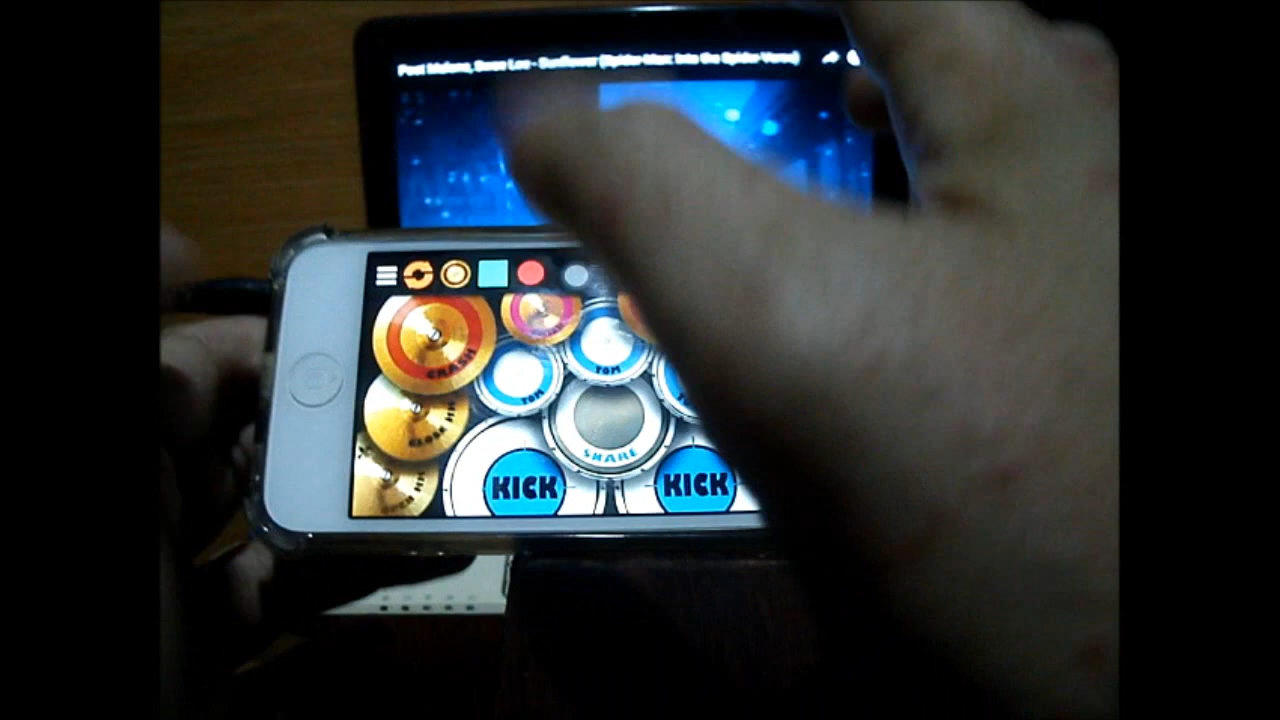 Post Malone, Swae Lee - Sunflower (Spider-Man: Into the Spider-Verse)
CRASH
TOM
TOM
CLOSE HH
SNARE
KICK
KICK